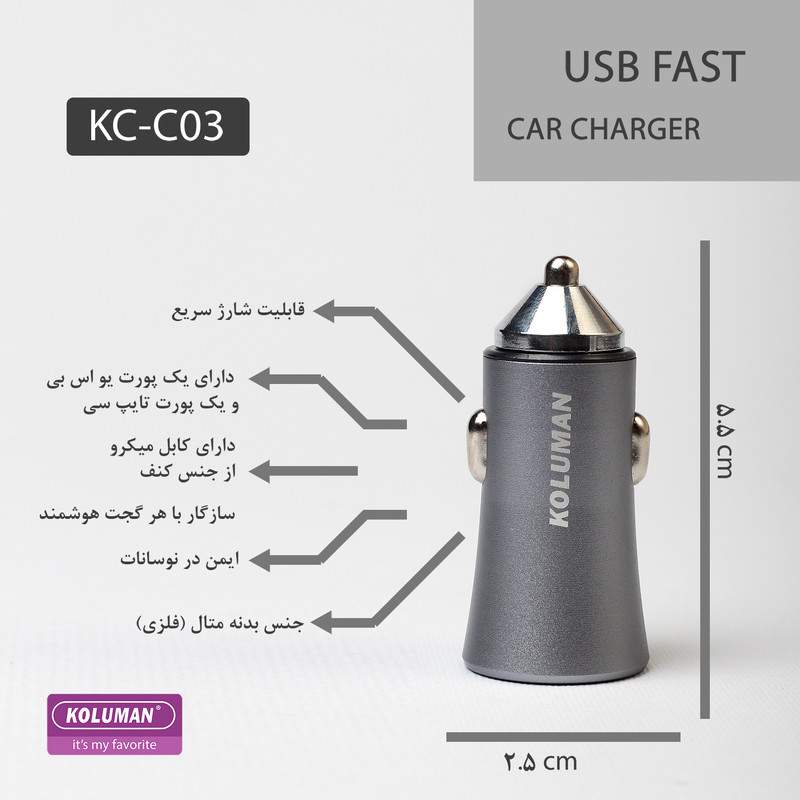 USB FAST
CAR CHARGER
KC-C03
قابلیت شارژ سریع
دارای یک پورت یو اس بی
و یک پورت تایپ سی
دارای کابل میکرو
از جنس کنف
سازگار با هر گجت هوشمند
ایمن در نوسانات
جنس بدنه متال (فلزی)
KOLUMAN
۵.۵ cm
۲.۵ cm
KOLUMAN®
it's my favorite